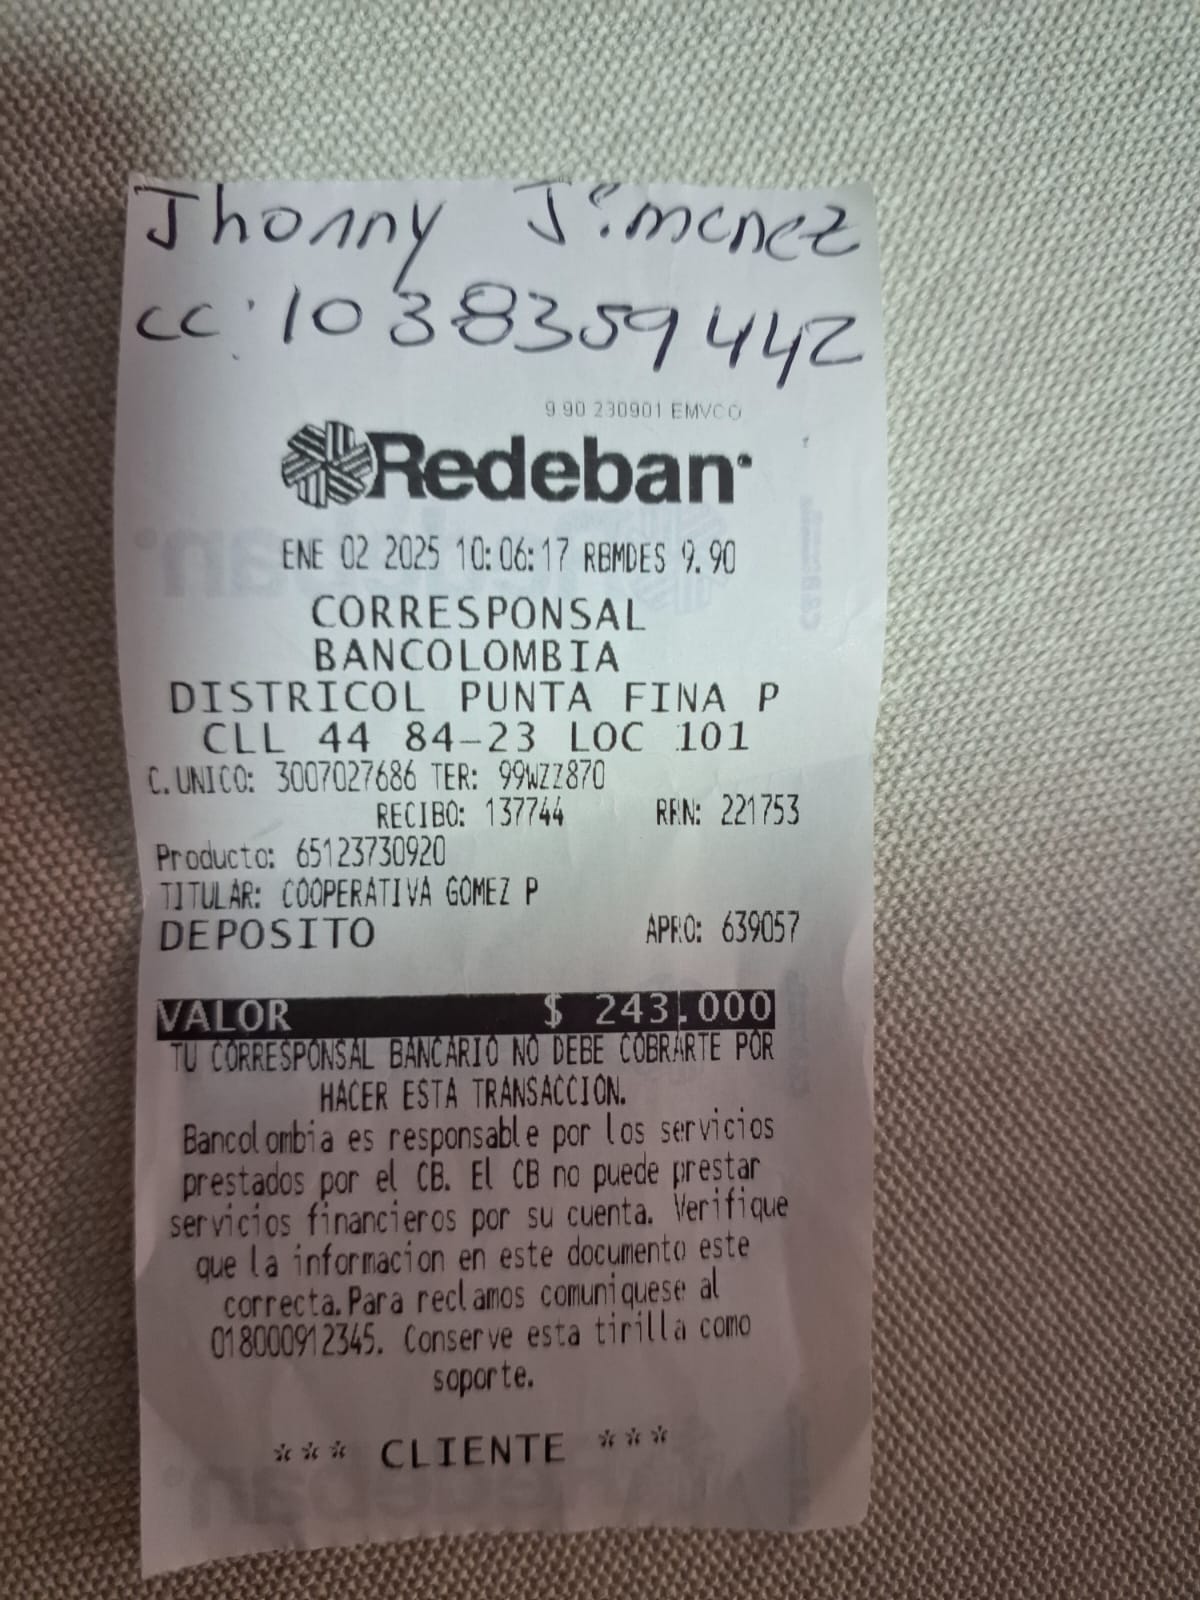 Jhonny Jimenez
cc: 1038359442
9.90 230901 EMVCO
Redeban
ENE 02 2025 10:06:17 RBMDES 9.90
CORRESPONSAL
BANCOLOMBIA
DISTRICOL PUNTA FINA P
CLL 44 84-23 LOC 101
C.UNICO: 3007027686 TER: 99WZZ870
RECIBO: 137744 RRN: 221753
Producto: 65123730920
TITULAR: COOPERATIVA GOMEZ P
DEPOSITO APRO: 639057
VALOR $ 243.000
TU CORRESPONSAL BANCARIO NO DEBE COBRARTE POR
HACER ESTA TRANSACCION.
Bancolombia es responsable por los servicios
prestados por el CB. El CB no puede prestar
servicios financieros por su cuenta. Verifique
que la informacion en este documento este
correcta.Para reclamos comuniquese al
018000912345. Conserve esta tirilla como
soporte.
*** CLIENTE ***